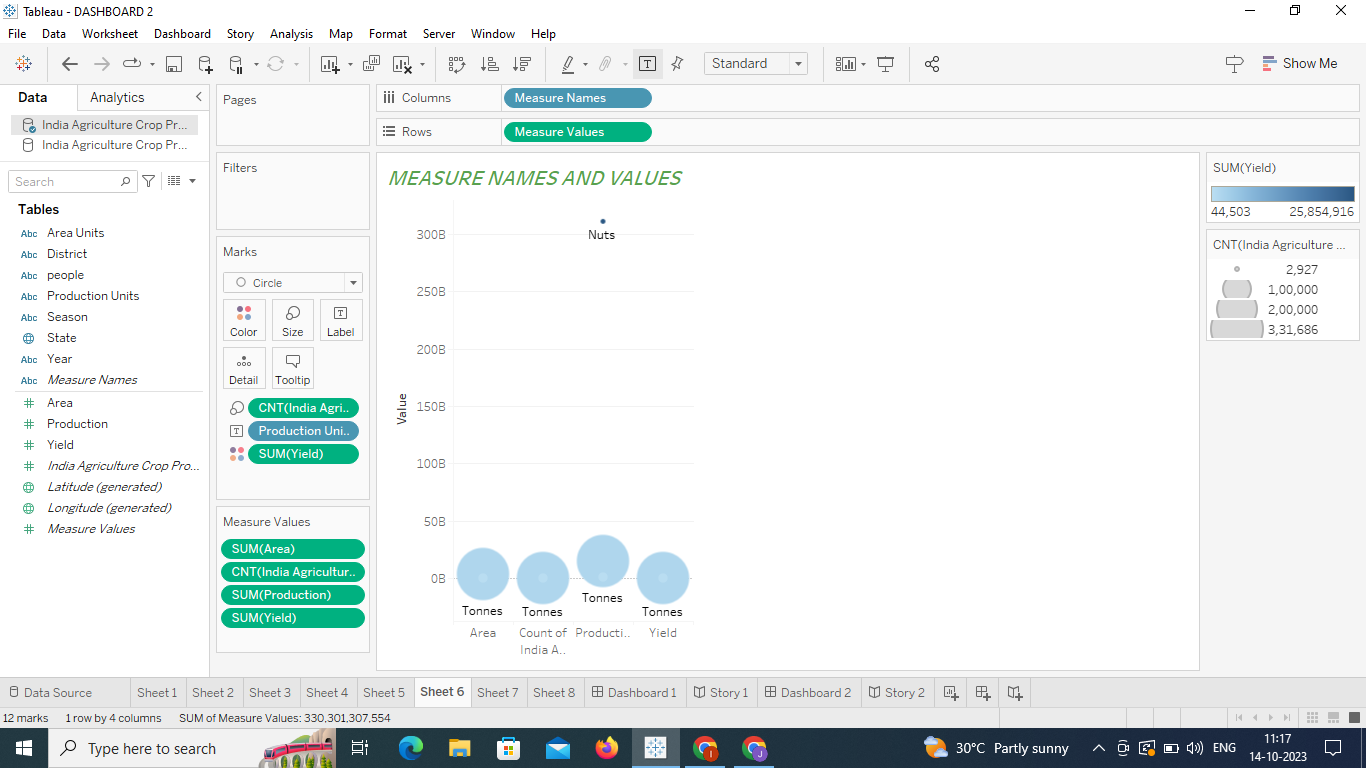 Tableau - DASHBOARD 2
File Data Worksheet Dashboard Story Analysis Map Format Server Window Help
Standard
Show Me
Data Analytics
India Agriculture Crop Pr...
India Agriculture Crop Pr...
Search
Tables
Abc Area Units
Abc District
Abc people
Abc Production Units
Abc Season
State
Abc Year
Abc Measure Names
# Area
# Production
# Yield
# India Agriculture Crop Pro...
Latitude (generated)
Longitude (generated)
# Measure Values
Pages
Filters
Marks
Circle
Color Size Label
Detail Tooltip
CNT(India Agri..
Production Uni..
SUM(Yield)
Measure Values
SUM(Area)
CNT(India Agricultur..
SUM(Production)
SUM(Yield)
Columns Measure Names
Rows Measure Values
MEASURE NAMES AND VALUES
Value
300B
250B
200B
150B
100B
50B
0B
Nuts
Tonnes Tonnes Tonnes Tonnes
Area Count of Producti.. Yield
India A..
SUM(Yield)
44,503 25,854,916
CNT(India Agriculture ...
2,927
1,00,000
2,00,000
3,31,686
Data Source Sheet 1 Sheet 2 Sheet 3 Sheet 4 Sheet 5 Sheet 6 Sheet 7 Sheet 8 Dashboard 1 Story 1 Dashboard 2 Story 2
12 marks 1 row by 4 columns SUM of Measure Values: 330,301,307,554
Type here to search
I
J
30°C Partly sunny
ENG
11:17
14-10-2023